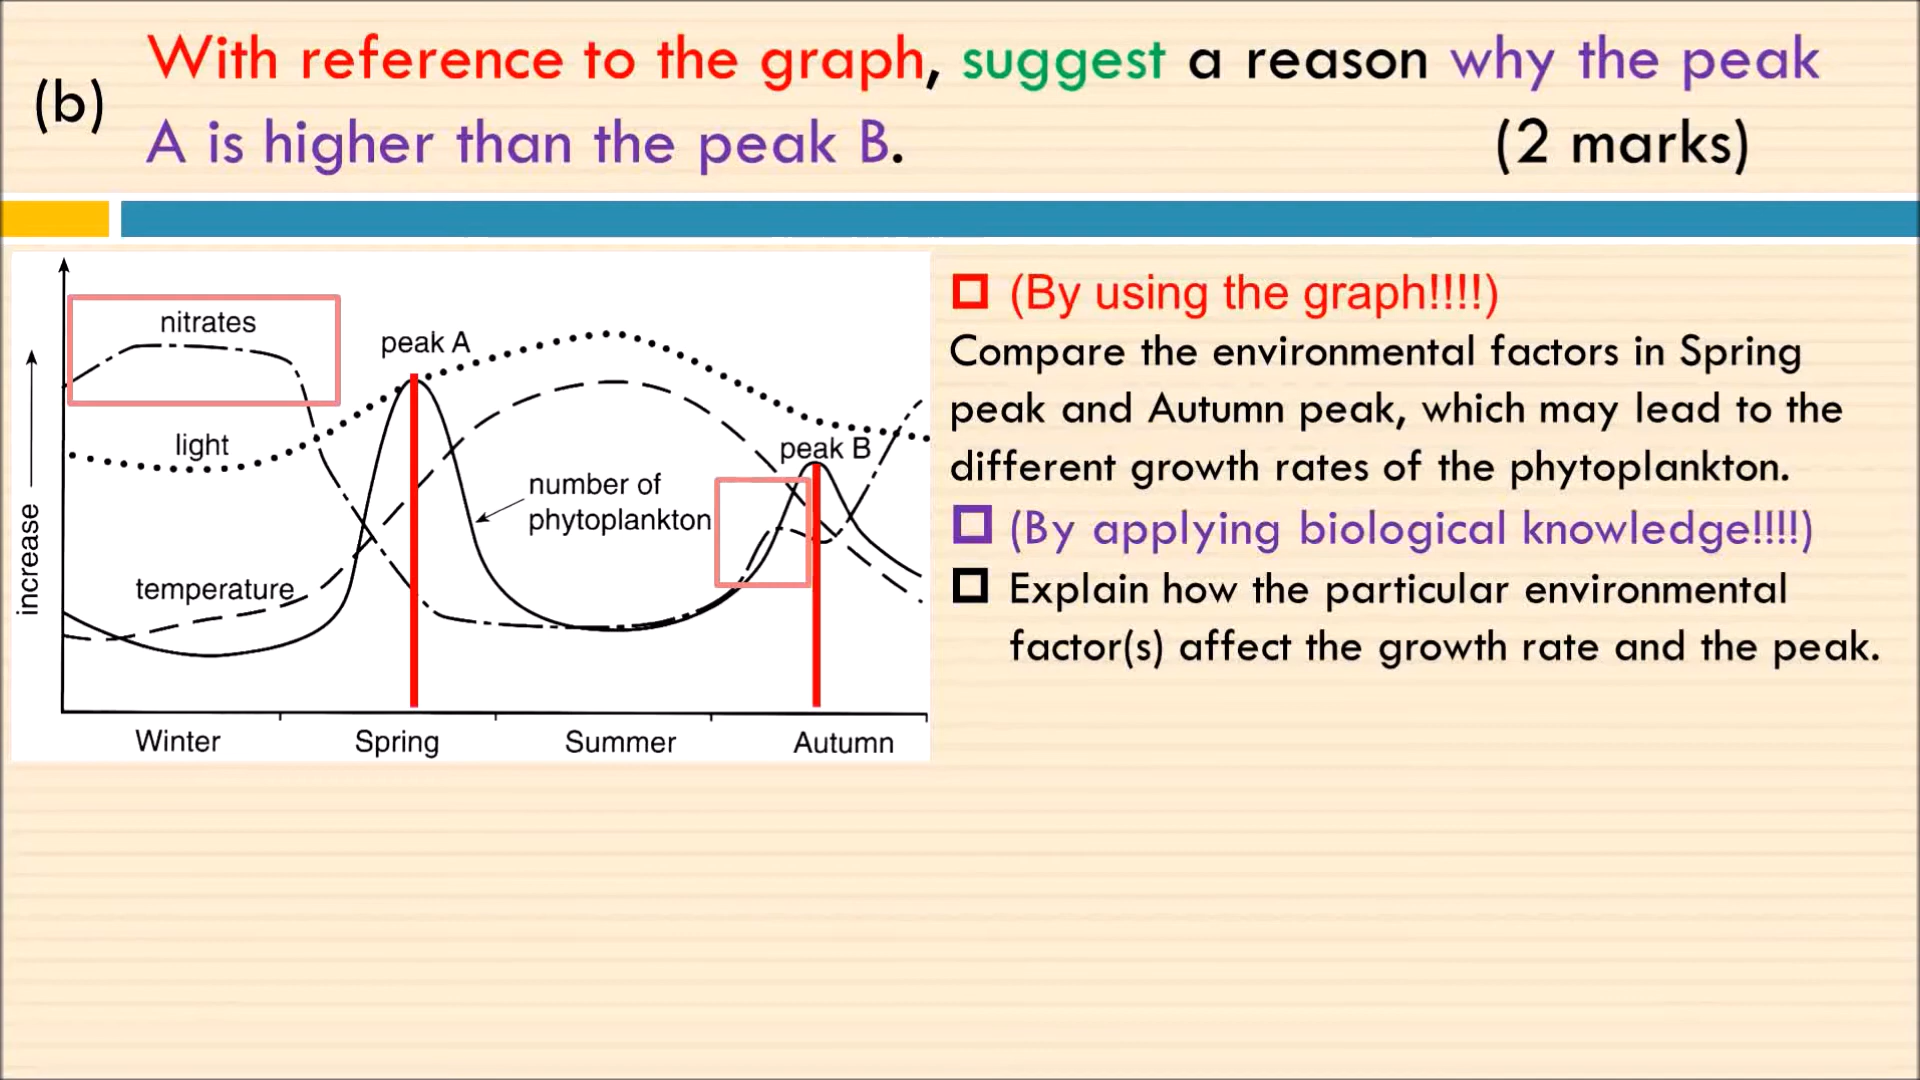 (b) With reference to the graph, suggest a reason why the peak
A is higher than the peak B. (2 marks)
nitrates
peak A
light
peak B
number of
phytoplankton
temperature
increase
Winter Spring Summer Autumn
(By using the graph!!!!)
Compare the environmental factors in Spring
peak and Autumn peak, which may lead to the
different growth rates of the phytoplankton.
(By applying biological knowledge!!!!)
Explain how the particular environmental
factor(s) affect the growth rate and the peak.